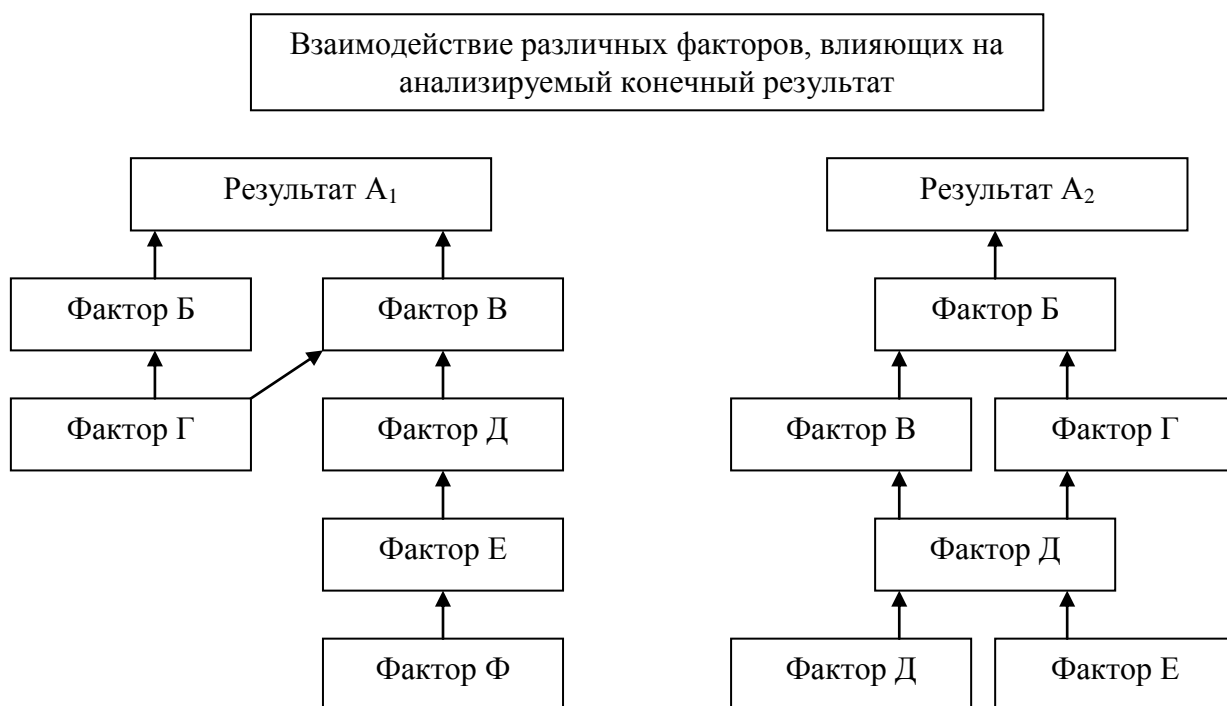 Взаимодействие различных факторов, влияющих на
анализируемый конечный результат
Результат А₁
Результат А₂
Фактор Б
Фактор В
Фактор Б
Фактор Г
Фактор Д
Фактор В
Фактор Г
Фактор Е
Фактор Д
Фактор Ф
Фактор Д
Фактор Е